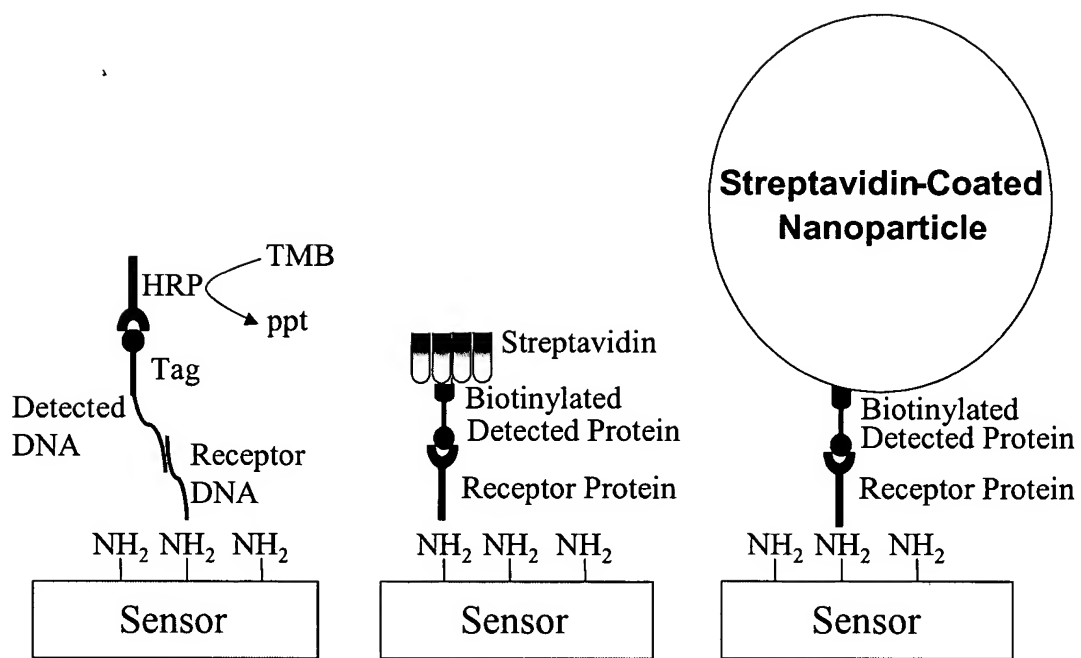 HRP
TMB
ppt
Tag
Detected
DNA
Receptor
DNA
NH₂ NH₂ NH₂
Sensor
Streptavidin
Biotinylated
Detected Protein
Receptor Protein
NH₂ NH₂ NH₂
Sensor
Streptavidin-Coated
Nanoparticle
Biotinylated
Detected Protein
Receptor Protein
NH₂ NH₂ NH₂
Sensor